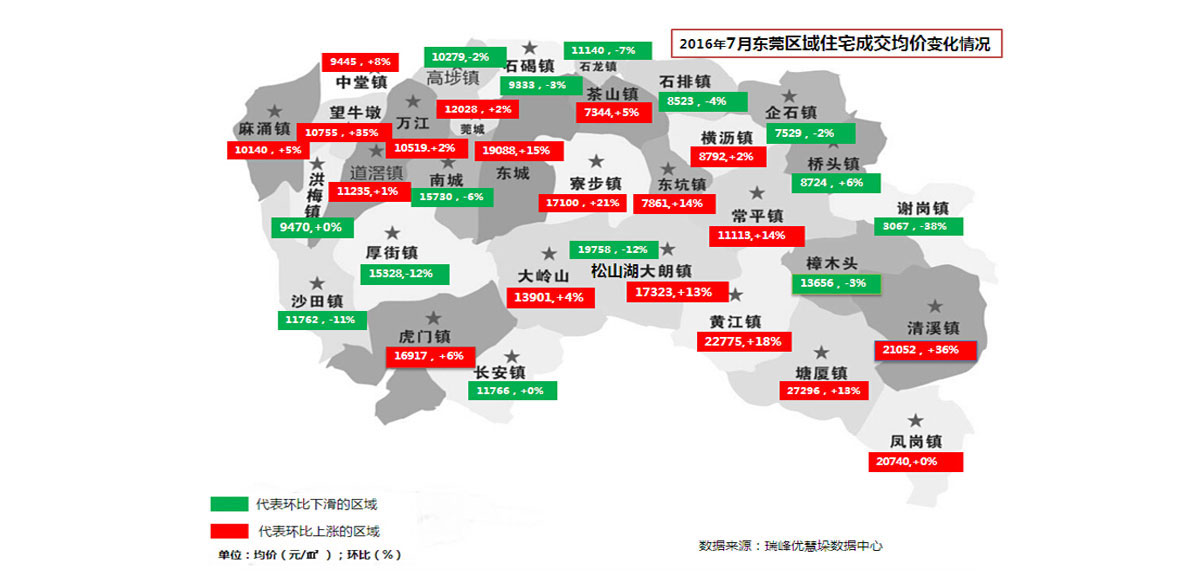 2016年7月东莞区域住宅成交均价变化情况
9445，+8%
中堂镇
10279,-2%
高埗镇
石碣镇
9333，-3%
11140，-7%
石龙镇
石排镇
8523，-4%
茶山镇
7344,+5%
企石镇
7529，-2%
麻涌镇
10140，+5%
望牛墩
10755，+35%
万江
10519,+2%
12028，+2%
莞城
19088,+15%
东城
横沥镇
8792,+2%
桥头镇
8724，+6%
洪梅镇
9470,+0%
道滘镇
11235,+1%
南城
15730，-6%
寮步镇
17100，+21%
东坑镇
7861,+14%
常平镇
11113,+14%
谢岗镇
3067，-38%
厚街镇
15328,-12%
大岭山
13901,+4%
19758，-12%
松山湖大朗镇
17323,+13%
樟木头
13656，-3%
沙田镇
11762，-11%
虎门镇
16917，+6%
黄江镇
22775,+18%
清溪镇
21052，+36%
长安镇
11766，+0%
塘厦镇
27296，+13%
凤岗镇
20740,+0%
代表环比下滑的区域
代表环比上涨的区域
单位：均价（元/㎡）；环比（%）
数据来源：瑞峰优慧垛数据中心